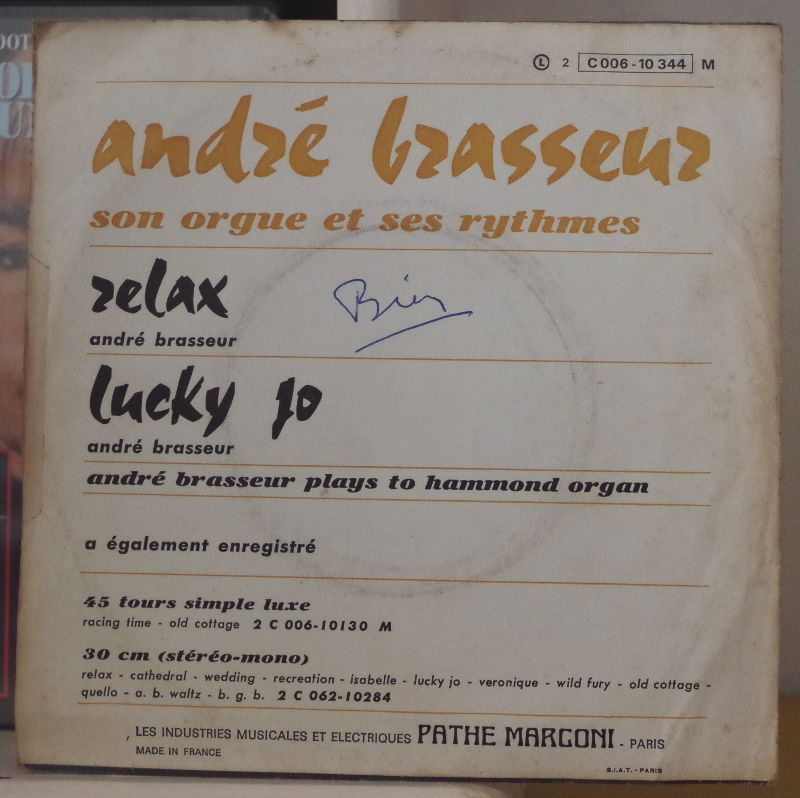 Ⓛ 2 C 006 - 10 344 M
andré brasseur
son orgue et ses rythmes
relax
andré brasseur
lucky jo
andré brasseur
andré brasseur plays to hammond organ
a également enregistré
45 tours simple luxe
racing time - old cottage 2 C 006-10130 M
30 cm (stéréo-mono)
relax - cathedral - wedding - recreation - isabelle - lucky jo - veronique - wild fury - old cottage -
quello - a. b. waltz - b. g. b. 2 C 062-10284
LES INDUSTRIES MUSICALES ET ELECTRIQUES PATHE MARCONI - PARIS
MADE IN FRANCE
B.I.A.T. - PARIS